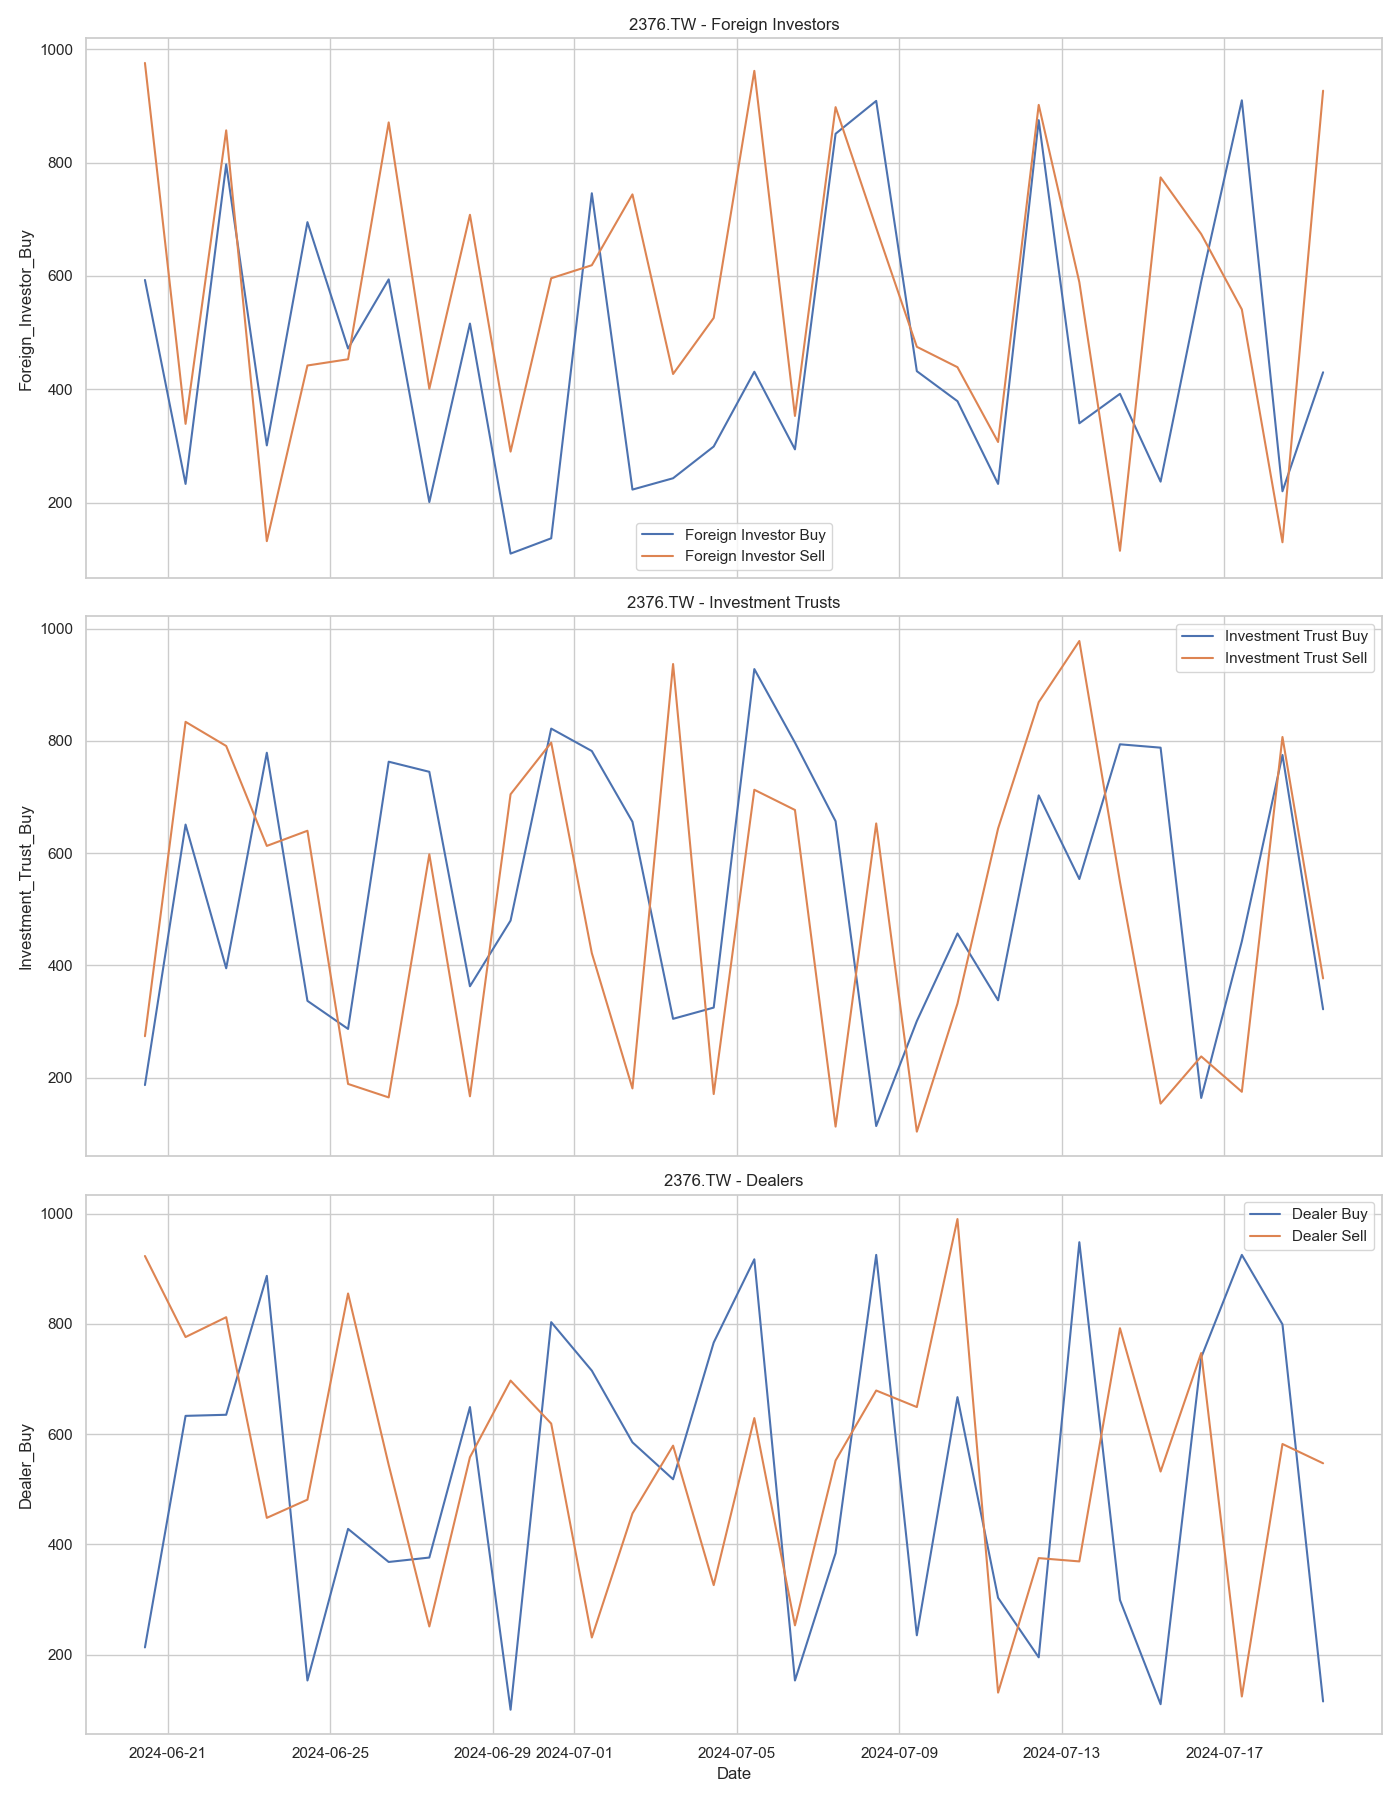 2376.TW - Foreign Investors
1000
800
600
400
200
Foreign_Investor_Buy
Foreign Investor Buy
Foreign Investor Sell
2376.TW - Investment Trusts
1000
800
600
400
200
Investment_Trust_Buy
Investment Trust Buy
Investment Trust Sell
2376.TW - Dealers
1000
800
600
400
200
Dealer_Buy
Dealer Buy
Dealer Sell
2024-06-21 2024-06-25 2024-06-29 2024-07-01 2024-07-05 2024-07-09 2024-07-13 2024-07-17
Date